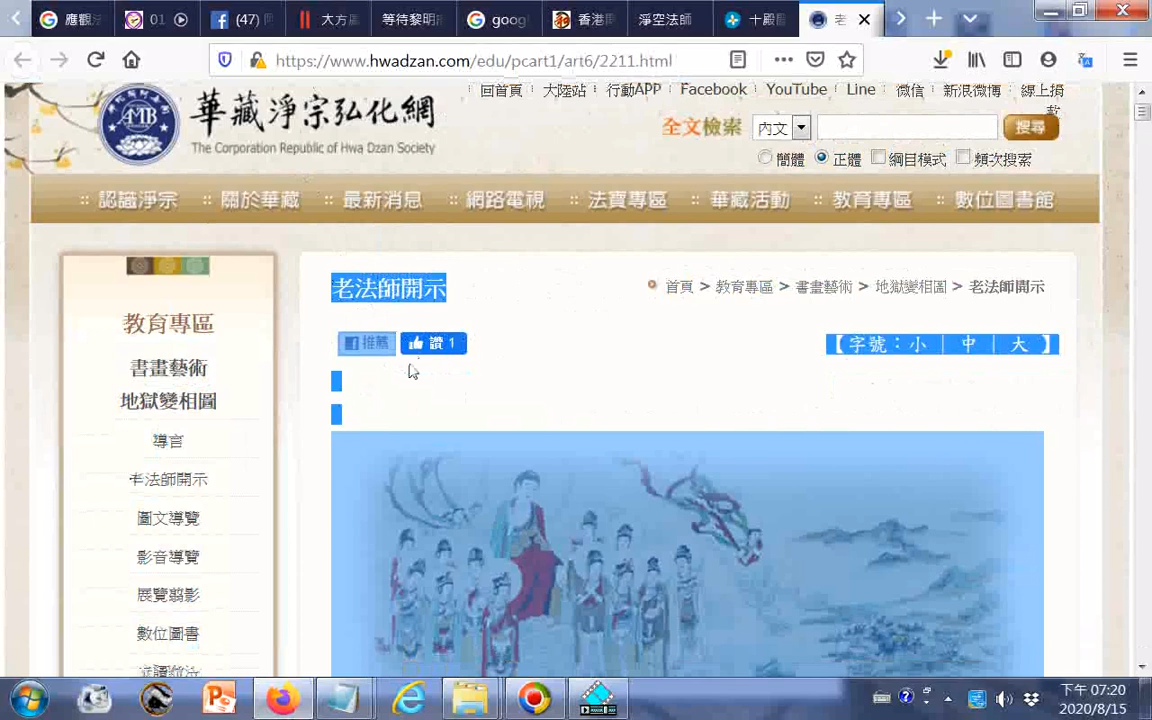 應觀法
01
(47)
大方廣
等待黎明
goog
香港
淨空法師
十殿
老
https://www.hwadzan.com/edu/pcart1/art6/2211.html
華藏淨宗弘化網
The Corporation Republic of Hwa Dzan Society
AMB
回首頁 大陸站 行動APP Facebook YouTube Line 微信 新浪微博 線上捐款
全文檢索 內文 搜尋
簡體 正體 綱目模式 頻次搜索
:: 認識淨宗 :: 關於華藏 :: 最新消息 :: 網路電視 :: 法寶專區 :: 華藏活動 :: 教育專區 :: 數位圖書館
老法師開示
首頁 > 教育專區 > 書畫藝術 > 地獄變相圖 > 老法師開示
推薦 讚 1
【字號：小 | 中 | 大 】
教育專區
書畫藝術
地獄變相圖
導言
老法師開示
圖文導覽
影音導覽
展覽翦影
數位圖書
下午 07:20
2020/8/15